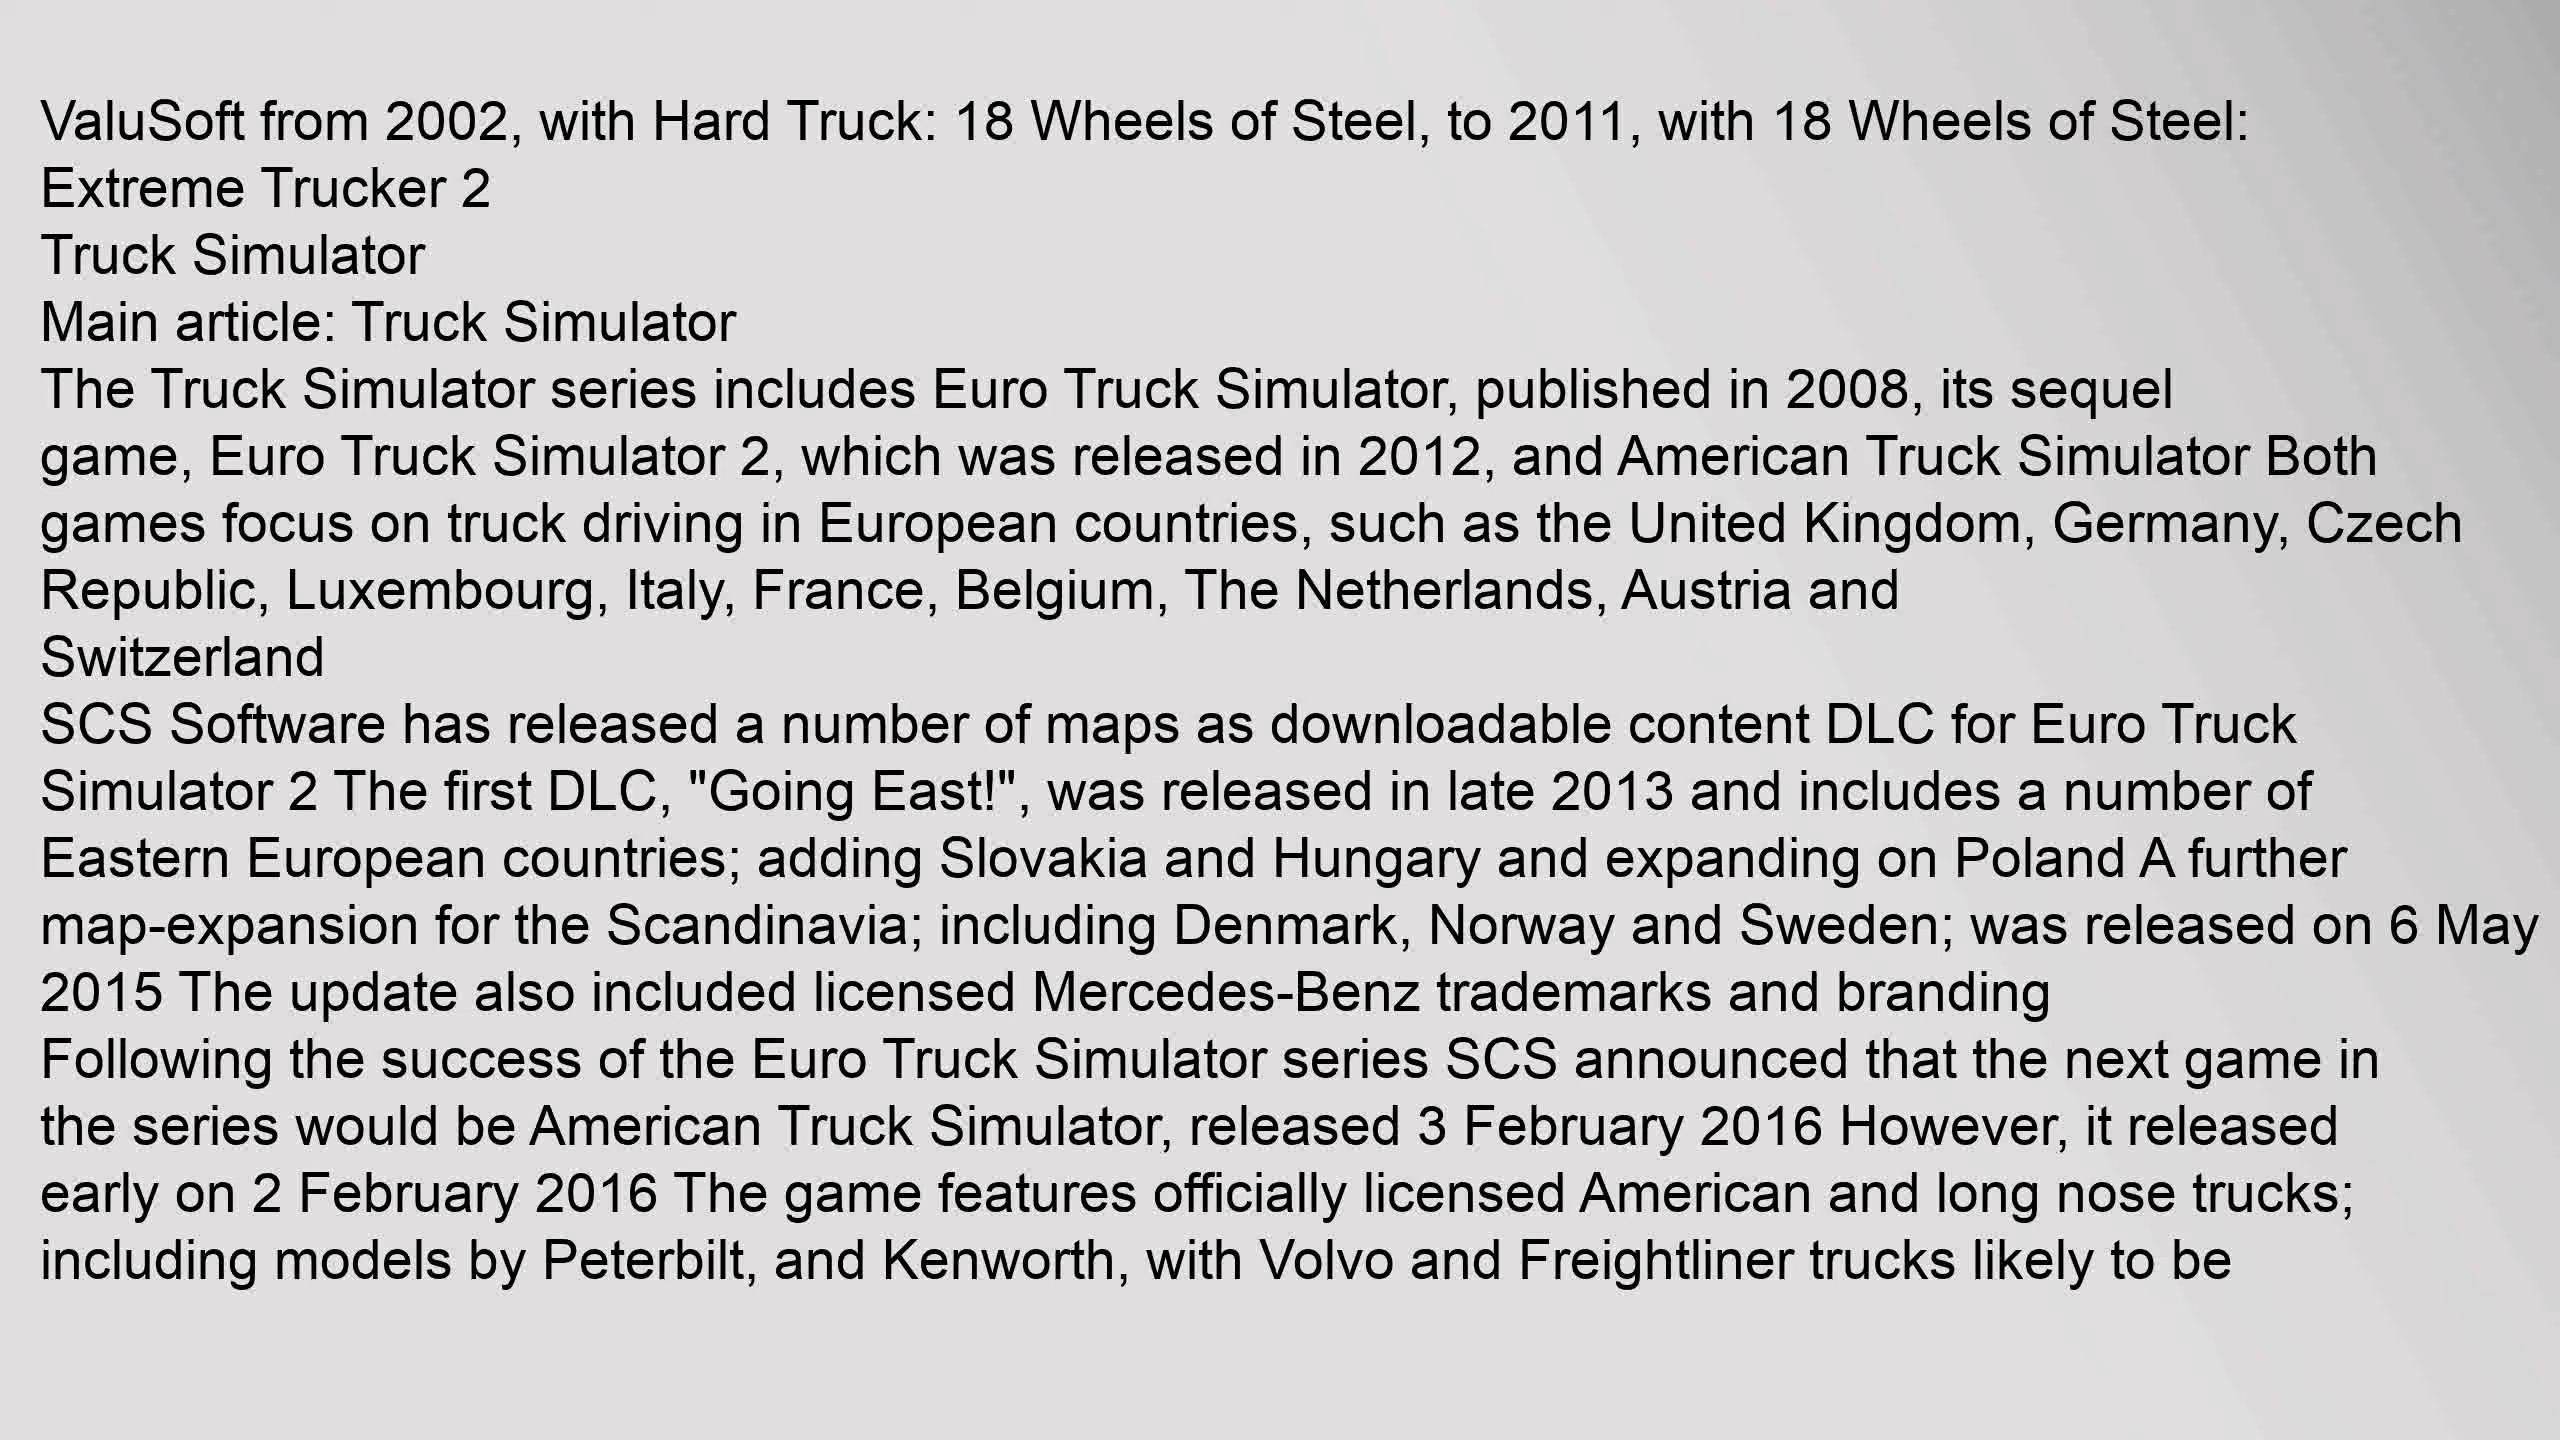 ValuSoft from 2002, with Hard Truck: 18 Wheels of Steel, to 2011, with 18 Wheels of Steel:
Extreme Trucker 2
Truck Simulator
Main article: Truck Simulator
The Truck Simulator series includes Euro Truck Simulator, published in 2008, its sequel
game, Euro Truck Simulator 2, which was released in 2012, and American Truck Simulator Both
games focus on truck driving in European countries, such as the United Kingdom, Germany, Czech
Republic, Luxembourg, Italy, France, Belgium, The Netherlands, Austria and
Switzerland
SCS Software has released a number of maps as downloadable content DLC for Euro Truck
Simulator 2 The first DLC, "Going East!", was released in late 2013 and includes a number of
Eastern European countries; adding Slovakia and Hungary and expanding on Poland A further
map-expansion for the Scandinavia; including Denmark, Norway and Sweden; was released on 6 May
2015 The update also included licensed Mercedes-Benz trademarks and branding
Following the success of the Euro Truck Simulator series SCS announced that the next game in
the series would be American Truck Simulator, released 3 February 2016 However, it released
early on 2 February 2016 The game features officially licensed American and long nose trucks;
including models by Peterbilt, and Kenworth, with Volvo and Freightliner trucks likely to be